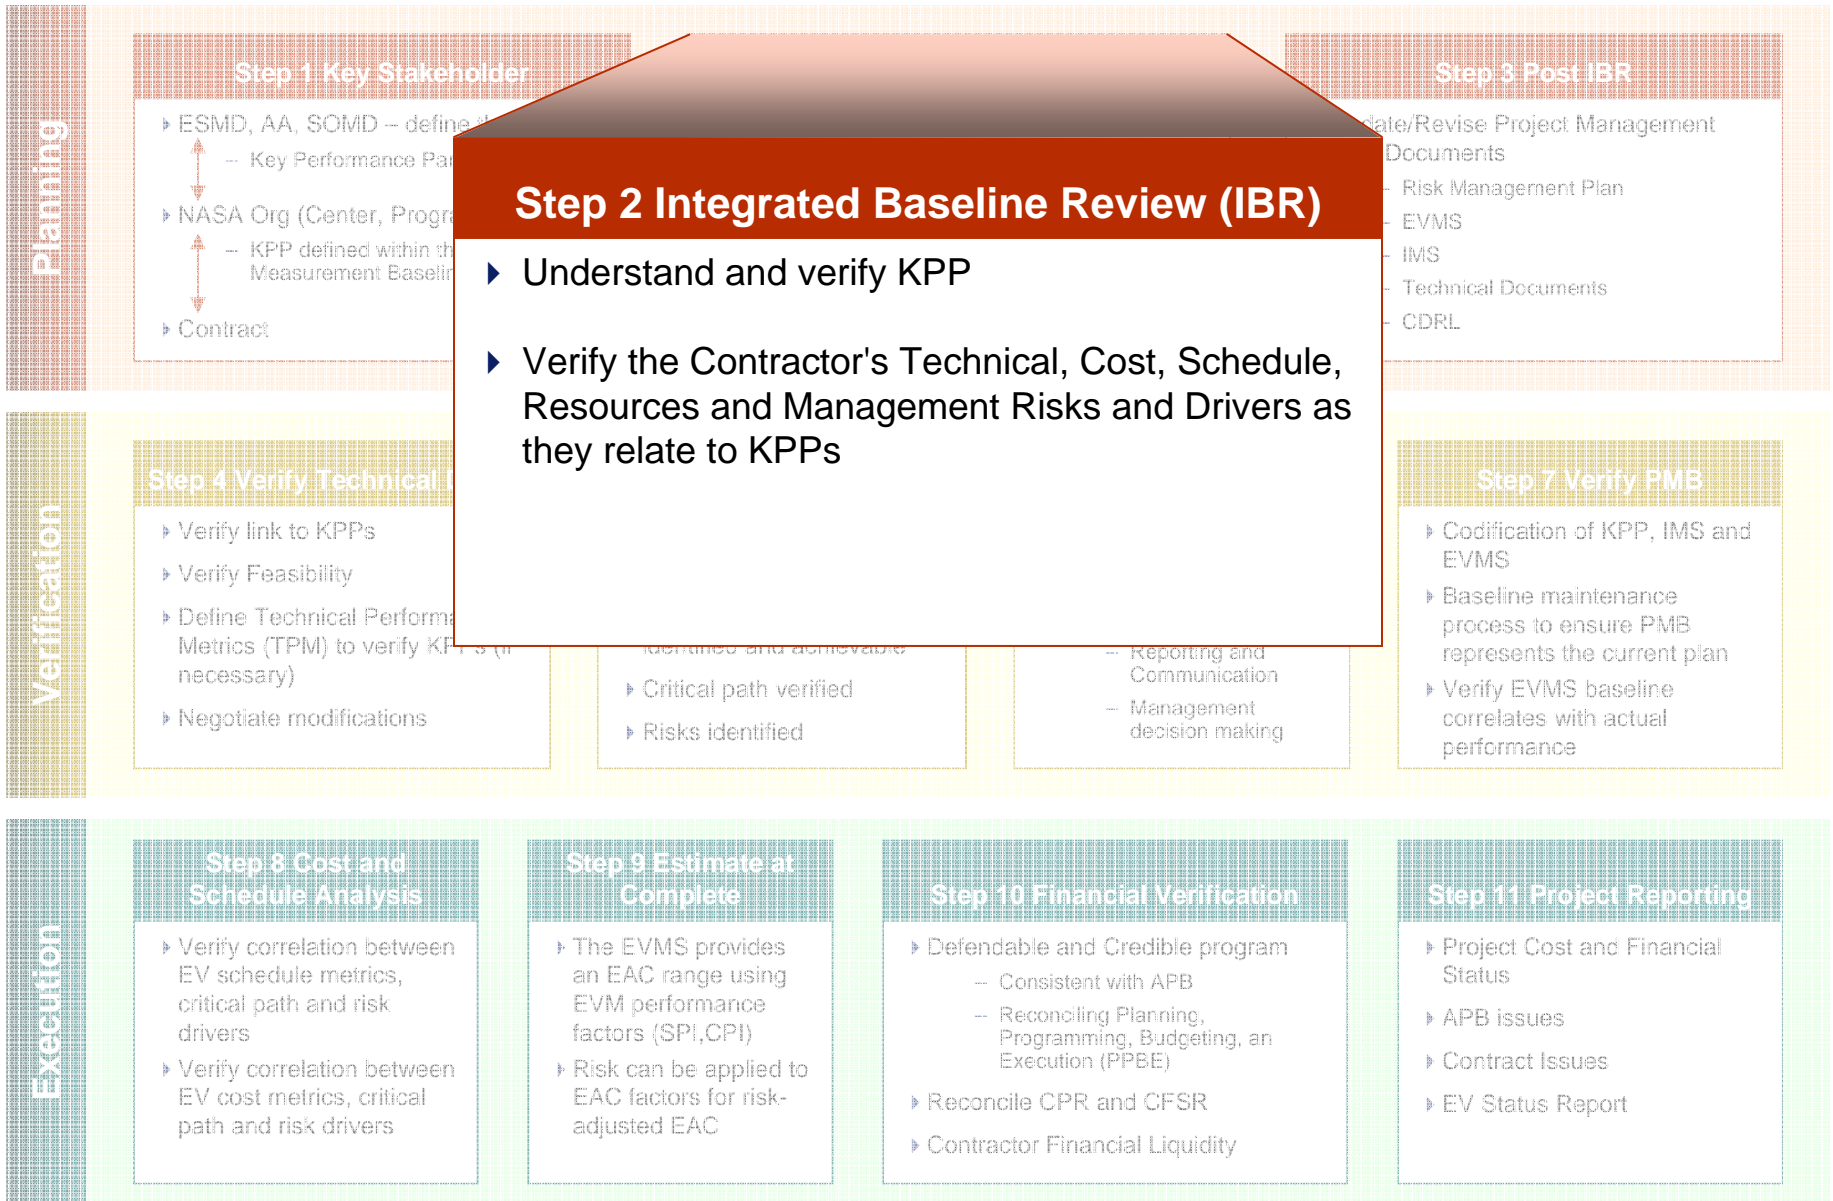 Planning
Step 1 Key Stakeholder
ESMD, AA, SOMD – define
– Key Performance
NASA Org (Center,
– KPP defined within
Measurement
Contract
Step 2 Integrated Baseline Review (IBR)
Understand and verify KPP
Verify the Contractor's Technical, Cost, Schedule,
Resources and Management Risks and Drivers as
they relate to KPPs
Step 3 Post IBR
Project Management
Documents
– Risk Management Plan
– EVMS
– IMS
– Technical Documents
– CDRL
Verification
Step 4 Verify Technical
Verify link to KPPs
Verify Feasibility
Define Technical
Metrics (TPM) to verify KPPs (if
necessary)
Negotiate modifications
identified and achievable
Critical path verified
Risks identified
– Reporting and
Communication
– Management
decision making
Step 7 Verify PMB
Codification of KPP, IMS and
EVMS
Baseline maintenance
process to ensure PMB
represents the current plan
Verify EVMS baseline
correlates with actual
performance
Execution
Step 8 Cost and
Schedule Analysis
Verify correlation between
EV schedule metrics,
critical path and risk
drivers
Verify correlation between
EV cost metrics, critical
path and risk drivers
Step 9 Estimate at
Complete
The EVMS provides
an EAC range using
EVM performance
factors (SPI,CPI)
Risk can be applied to
EAC factors for risk-
adjusted EAC
Step 10 Financial Verification
Defendable and Credible program
– Consistent with APB
– Reconciling Planning,
Programming, Budgeting, an
Execution (PPBE)
Reconcile CPR and CFSR
Contractor Financial Liquidity
Step 11 Project Reporting
Project Cost and Financial
Status
APB issues
Contract Issues
EV Status Report